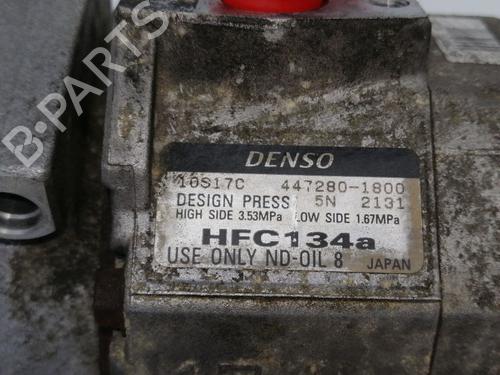 B-PARTS
DENSO
10S17C 447280-1800
DESIGN PRESS 5N 2131
HIGH SIDE 3.53MPa LOW SIDE 1.67MPa
HFC134a
USE ONLY ND-OIL 8 JAPAN